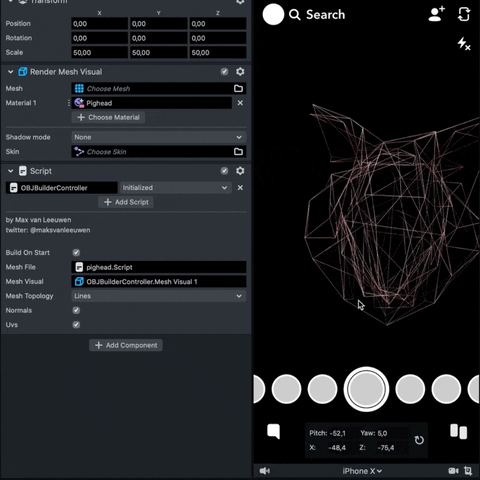 Transform
X Y Z
Position 0,00 0,00 0,00
Rotation 0,00 0,00 0,00
Scale 50,00 50,00 50,00
Render Mesh Visual
Mesh Choose Mesh
Material 1 Pighead
+ Choose Material
Shadow mode None
Skin Choose Skin
Script
OBJBuilderController Initialized
+ Add Script
by Max van Leeuwen
twitter: @maksvanleeuwen
Build On Start
Mesh File pighead.Script
Mesh Visual OBJBuilderController.Mesh Visual 1
Mesh Topology Lines
Normals
Uvs
+ Add Component
Search
Pitch: -52,1 Yaw: 5,0
X: -48,4 Z: -75,4
iPhone X